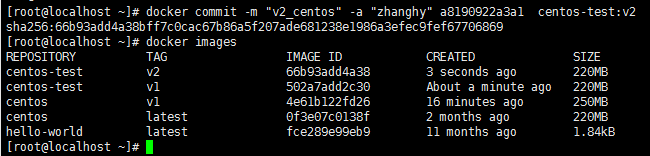 [root@localhost ~]# docker commit -m "v2_centos" -a "zhanghy" a8190922a3a1 centos-test:v2
sha256:66b93add4a38bff7c0cac67b86a5f207ade681238e1986a3efec9fef67706869
[root@localhost ~]# docker images
REPOSITORY TAG IMAGE ID CREATED SIZE
centos-test v2 66b93add4a38 3 seconds ago 220MB
centos-test v1 502a7add2c30 About a minute ago 220MB
centos v1 4e61b122fd26 16 minutes ago 250MB
centos latest 0f3e07c0138f 2 months ago 220MB
hello-world latest fce289e99eb9 11 months ago 1.84kB
[root@localhost ~]#